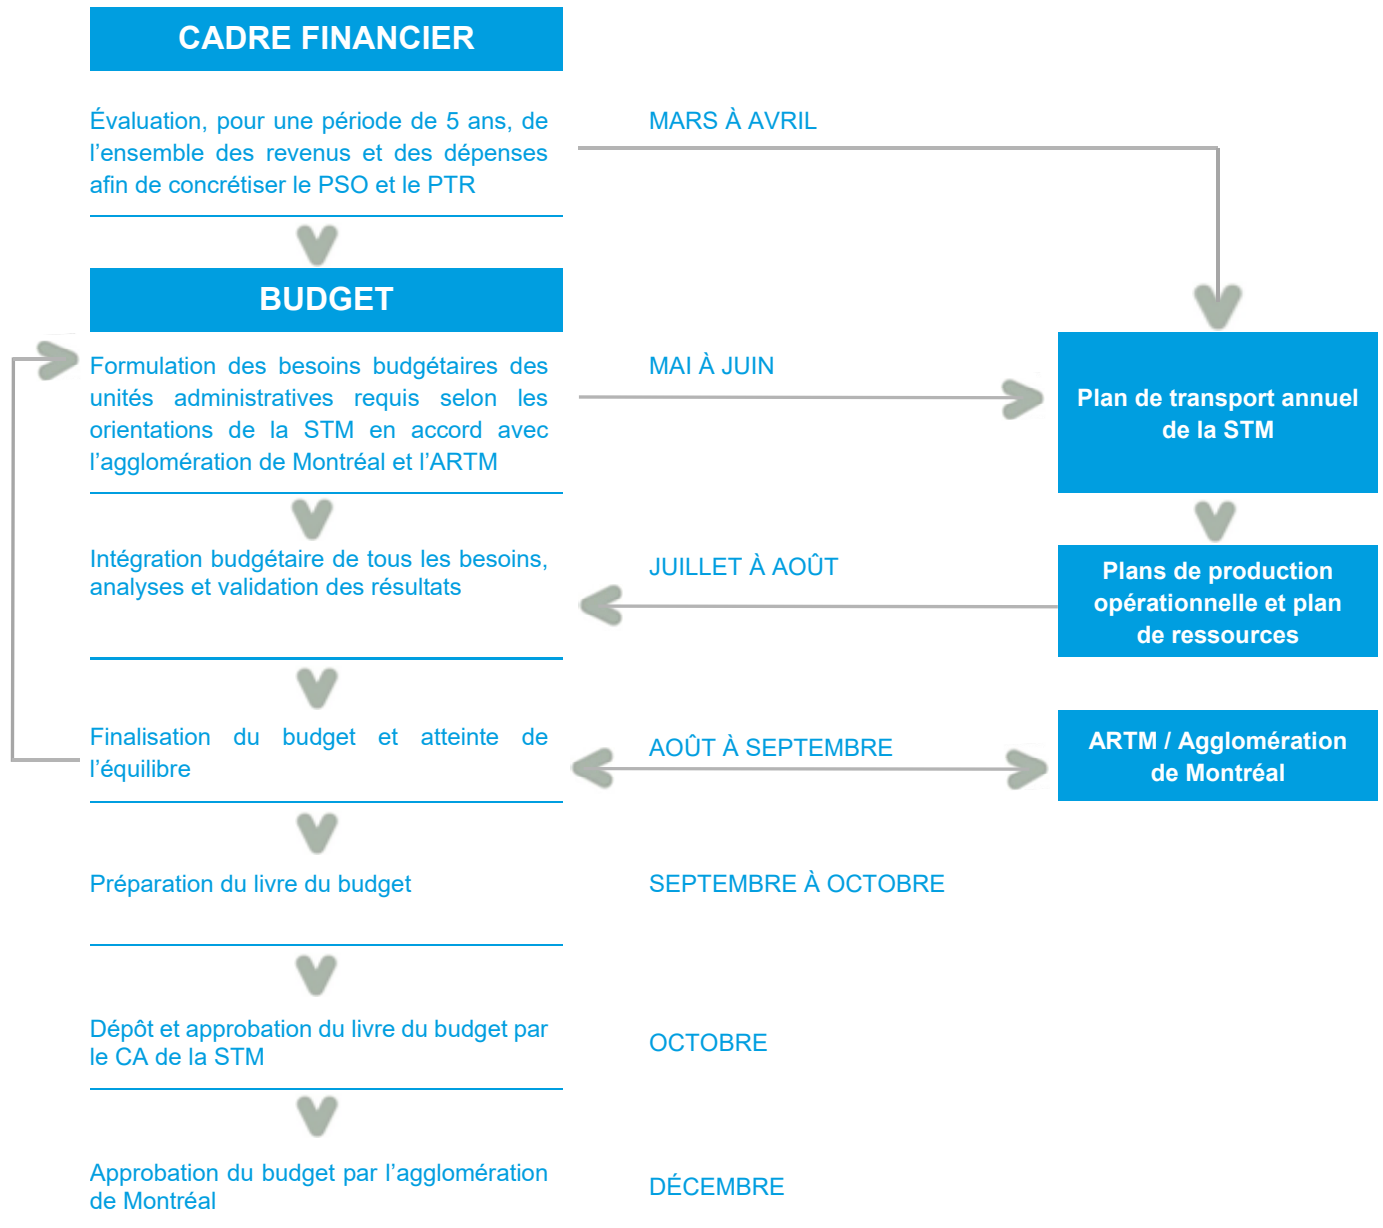 CADRE FINANCIER
Évaluation, pour une période de 5 ans, de
l’ensemble des revenus et des dépenses
afin de concrétiser le PSO et le PTR
MARS À AVRIL
BUDGET
Formulation des besoins budgétaires des
unités administratives requis selon les
orientations de la STM en accord avec
l’agglomération de Montréal et l’ARTM
MAI À JUIN
Plan de transport annuel
de la STM
Intégration budgétaire de tous les besoins,
analyses et validation des résultats
JUILLET À AOÛT
Plans de production
opérationnelle et plan
de ressources
Finalisation du budget et atteinte de
l’équilibre
AOÛT À SEPTEMBRE
ARTM / Agglomération
de Montréal
Préparation du livre du budget
SEPTEMBRE À OCTOBRE
Dépôt et approbation du livre du budget par
le CA de la STM
OCTOBRE
Approbation du budget par l’agglomération
de Montréal
DÉCEMBRE